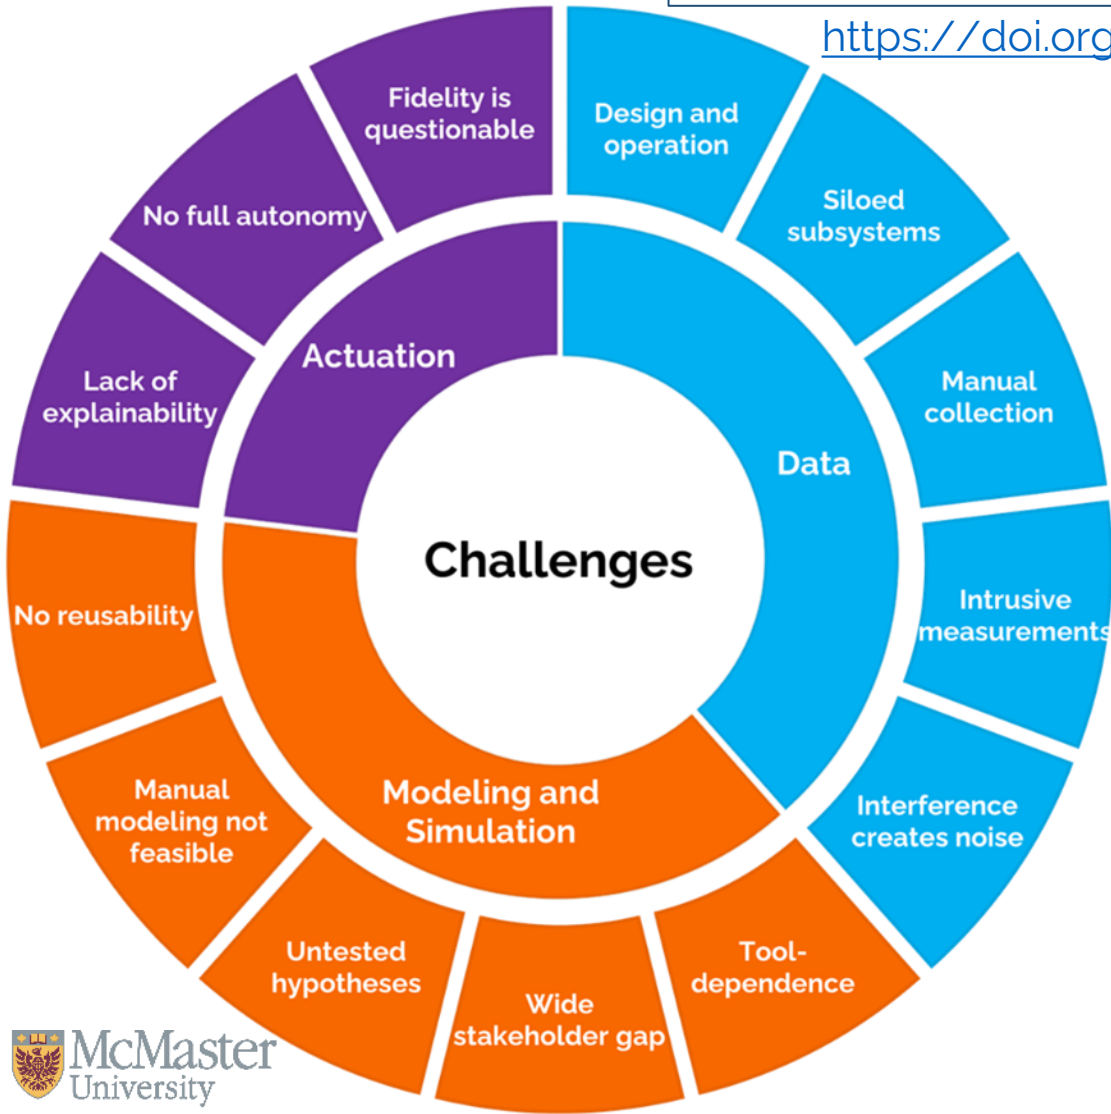 https://doi.org
Fidelity is
questionable
Design and
operation
No full autonomy
Siloed
subsystems
Actuation
Lack of
explainability
Manual
collection
Data
Challenges
No reusability
Intrusive
measurements
Manual
modeling not
feasible
Modeling and
Simulation
Interference
creates noise
Untested
hypotheses
Wide
stakeholder gap
Tool-
dependence
McMaster
University